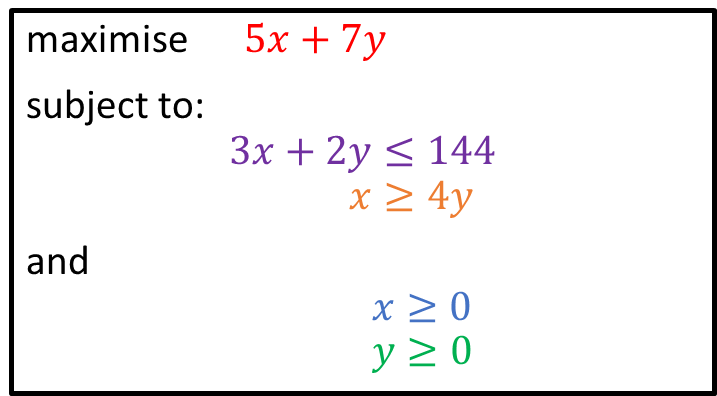 maximise 5x + 7y
subject to:
3x + 2y ≤ 144
x ≥ 4y
and
x ≥ 0
y ≥ 0